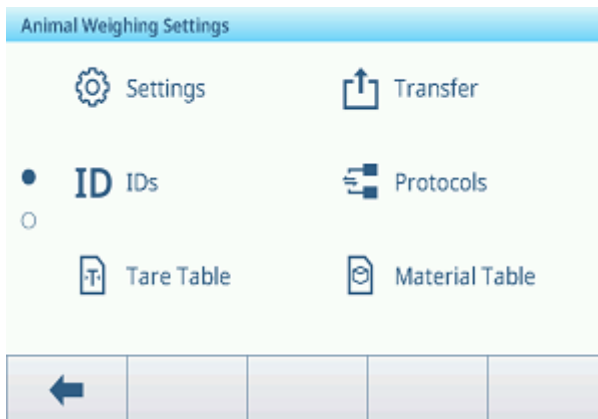 Animal Weighing Settings
Settings
Transfer
ID IDs
Protocols
Tare Table
Material Table